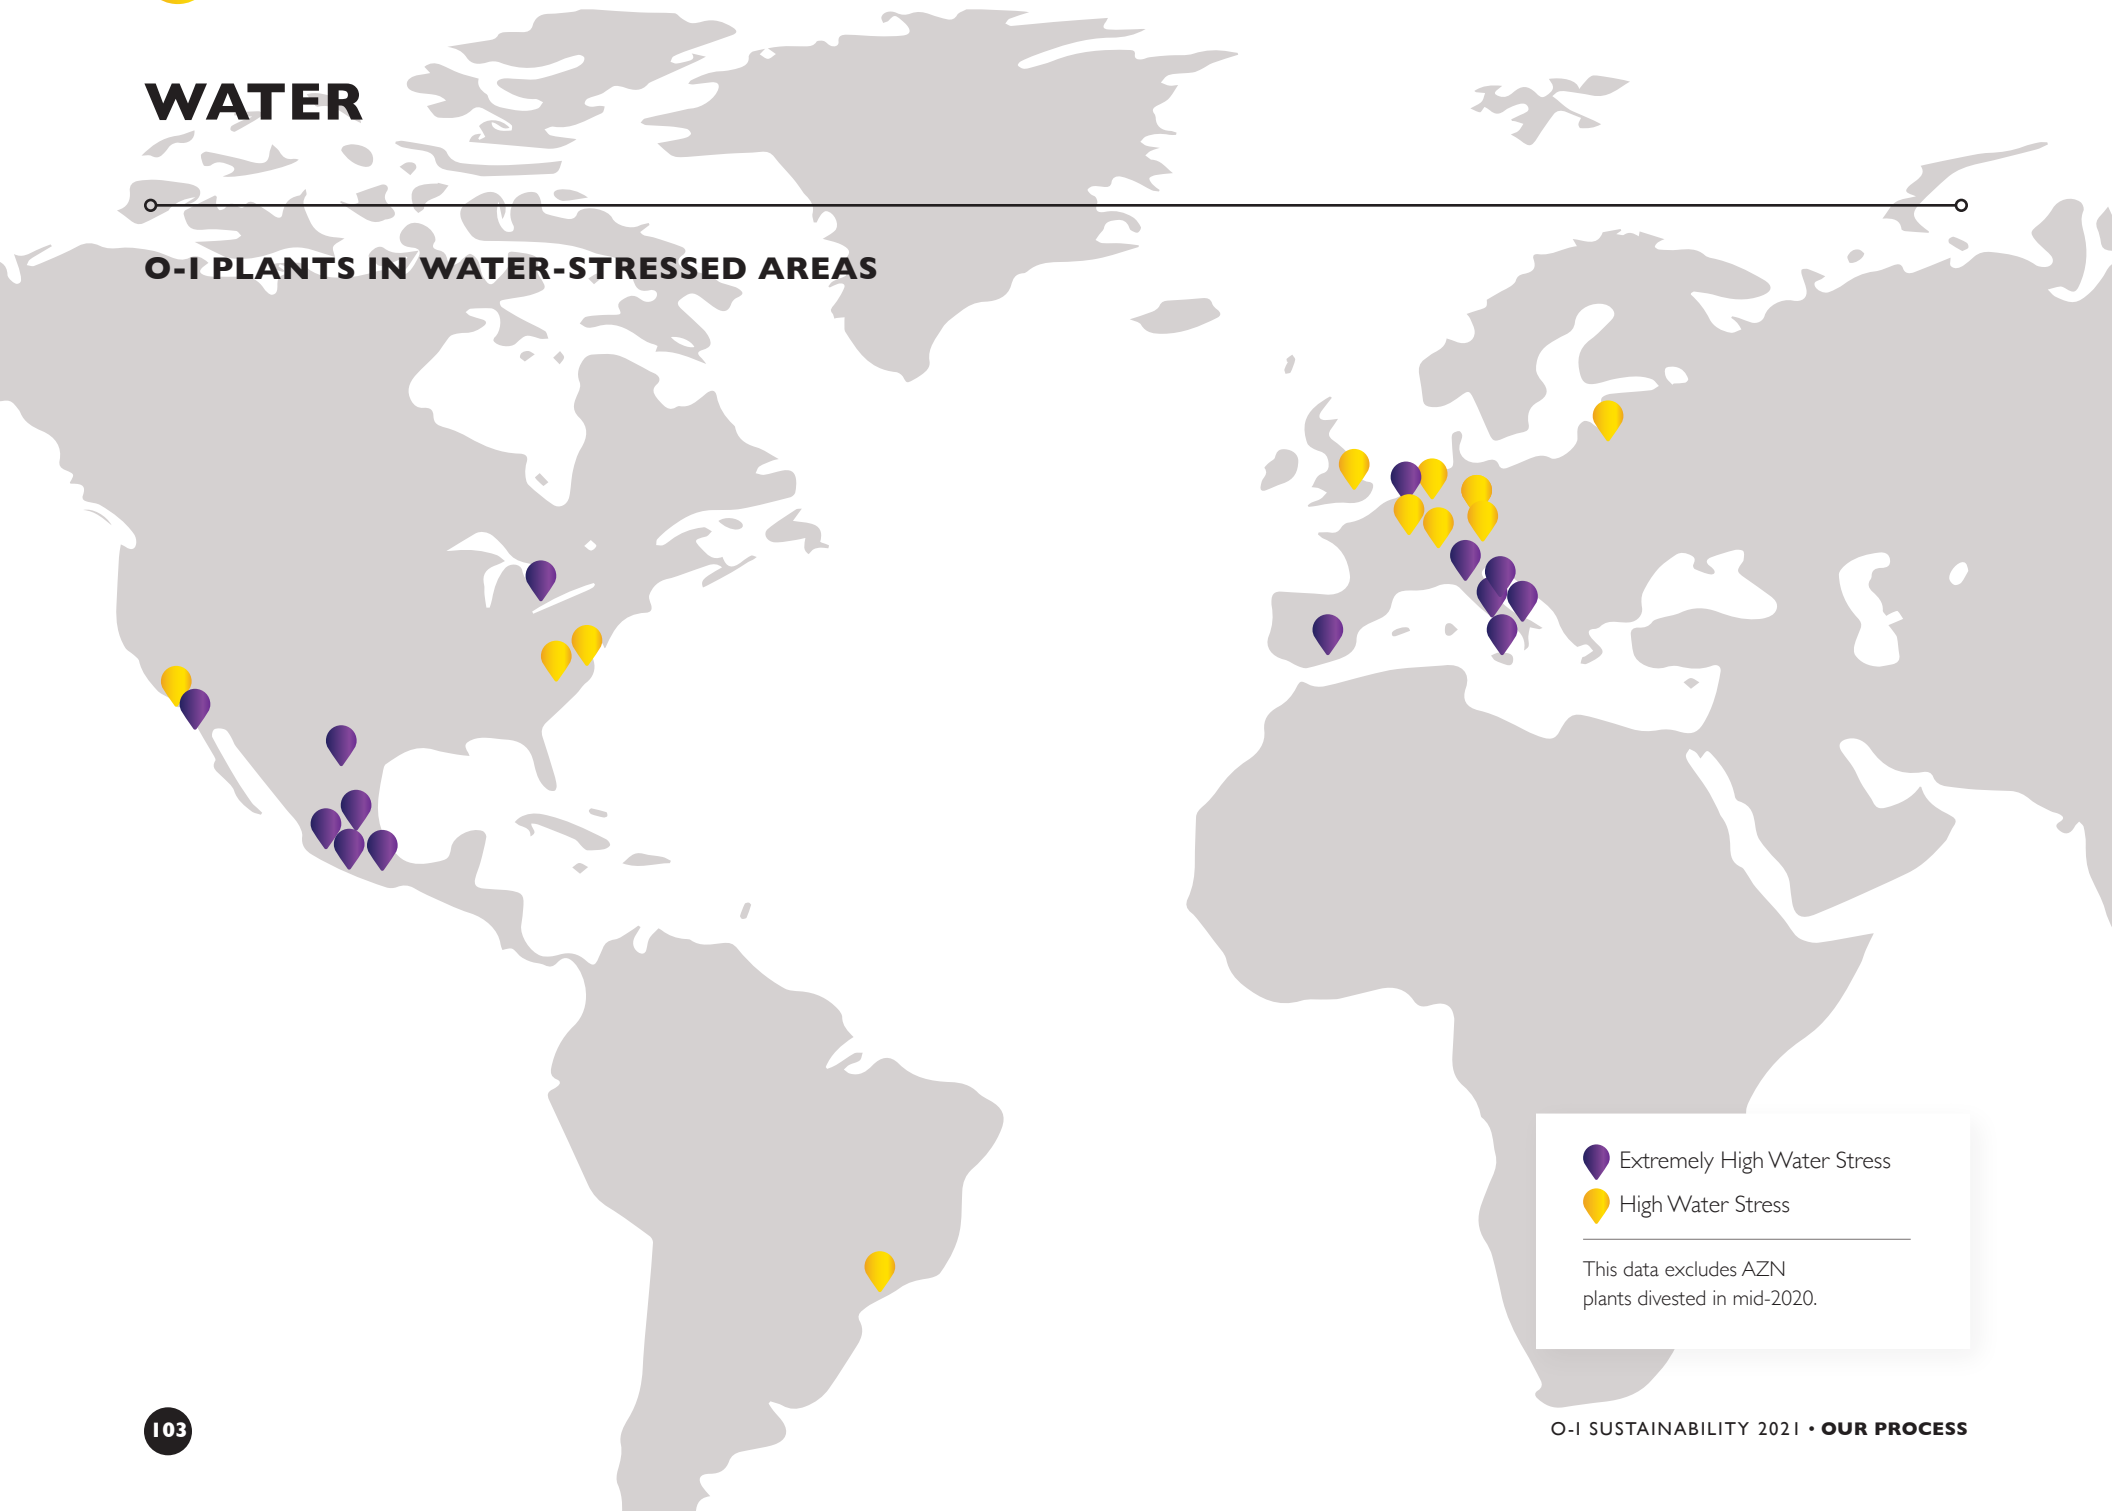 WATER
O-I PLANTS IN WATER-STRESSED AREAS
Extremely High Water Stress
High Water Stress
This data excludes AZN
plants divested in mid-2020.
103
O-I SUSTAINABILITY 2021 • OUR PROCESS